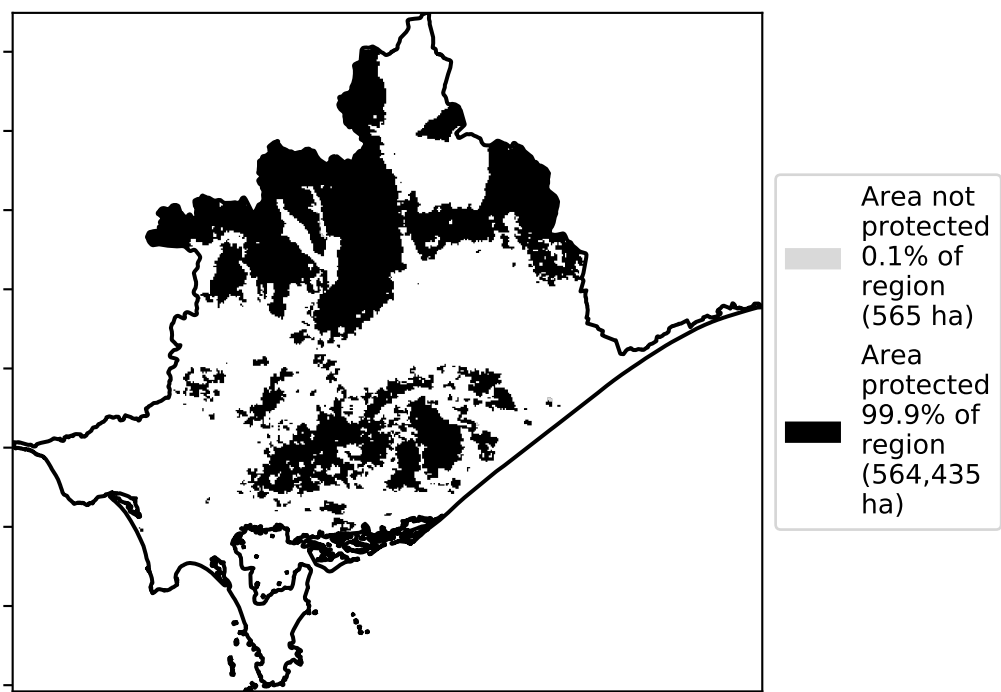 Area not
protected
0.1% of
region
(565 ha)
Area
protected
99.9% of
region
(564,435
ha)